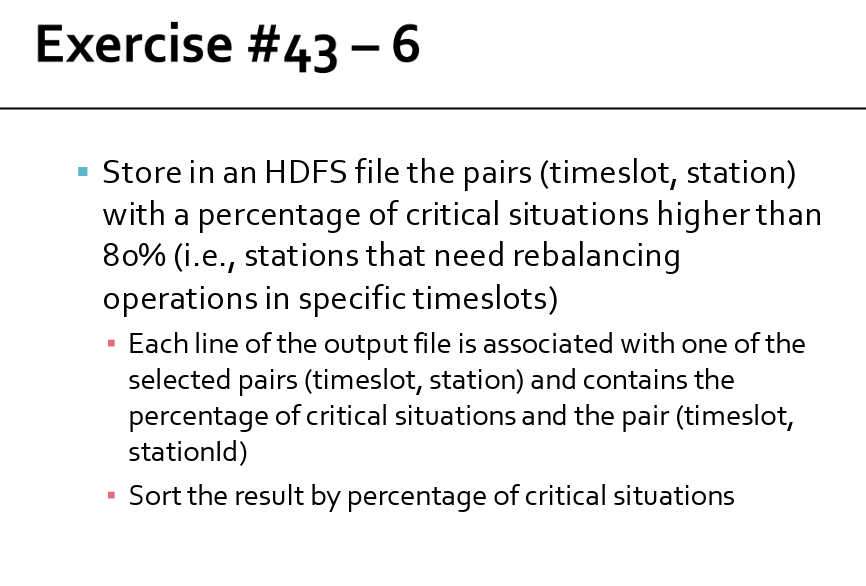 Exercise #43 – 6
▪ Store in an HDFS file the pairs (timeslot, station)
with a percentage of critical situations higher than
80% (i.e., stations that need rebalancing
operations in specific timeslots)
▪ Each line of the output file is associated with one of the
selected pairs (timeslot, station) and contains the
percentage of critical situations and the pair (timeslot,
stationId)
▪ Sort the result by percentage of critical situations